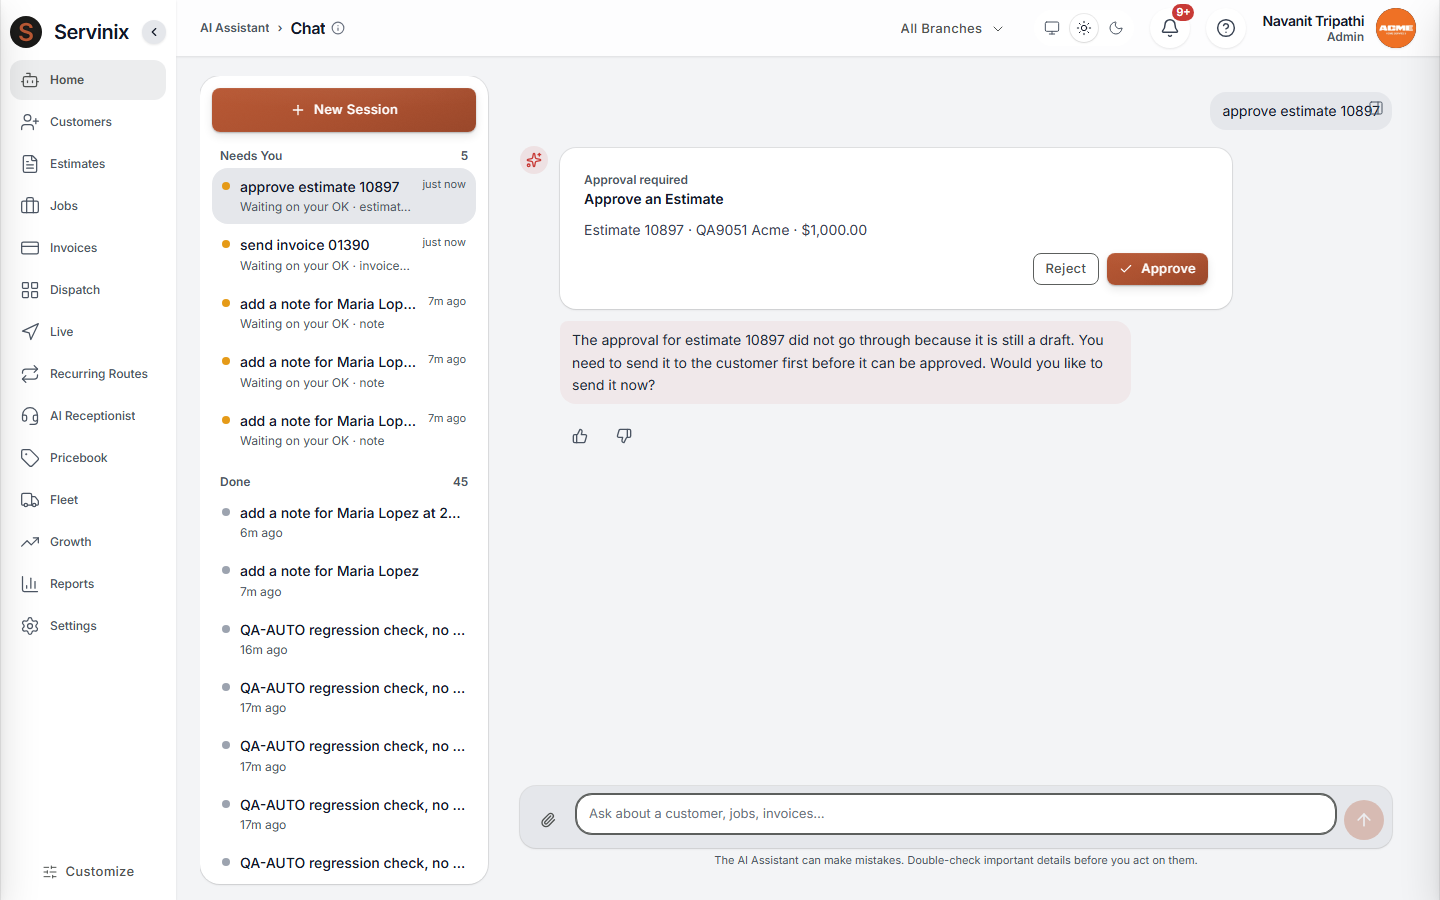 Servinix
Home
Customers
Estimates
Jobs
Invoices
Dispatch
Live
Recurring Routes
AI Receptionist
Pricebook
Fleet
Growth
Reports
Settings
Customize
AI Assistant › Chat
All Branches
9+
Navanit Tripathi
Admin
ACME
New Session
Needs You 5
approve estimate 10897 just now
Waiting on your OK · estimat...
send invoice 01390 just now
Waiting on your OK · invoice...
add a note for Maria Lop... 7m ago
Waiting on your OK · note
add a note for Maria Lop... 7m ago
Waiting on your OK · note
add a note for Maria Lop... 7m ago
Waiting on your OK · note
Done 45
add a note for Maria Lopez at 2...
6m ago
add a note for Maria Lopez
7m ago
QA-AUTO regression check, no ...
16m ago
QA-AUTO regression check, no ...
17m ago
QA-AUTO regression check, no ...
17m ago
QA-AUTO regression check, no ...
17m ago
QA-AUTO regression check, no ...
approve estimate 10897
Approval required
Approve an Estimate
Estimate 10897 · QA9051 Acme · $1,000.00
Reject
Approve
The approval for estimate 10897 did not go through because it is still a draft. You
need to send it to the customer first before it can be approved. Would you like to
send it now?
Ask about a customer, jobs, invoices...
The AI Assistant can make mistakes. Double-check important details before you act on them.